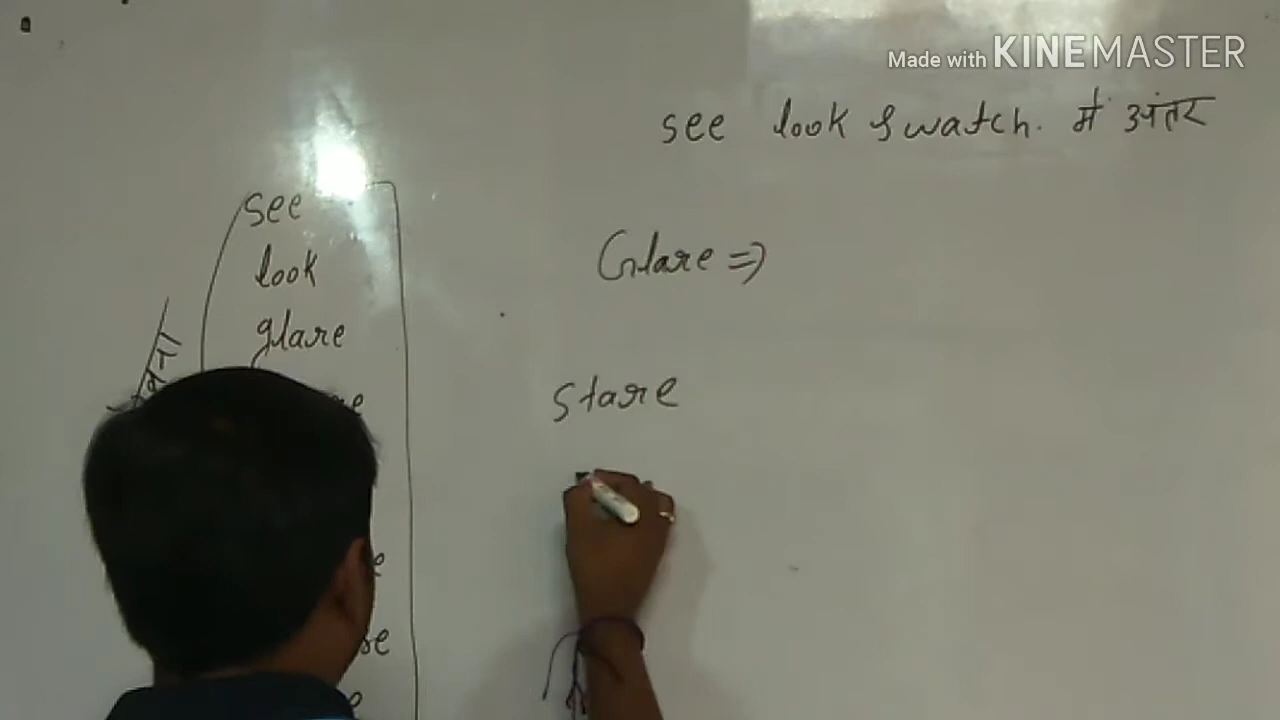 Made with KINEMASTER
see look & watch. में अंतर
see
look
glare
Glare =>
stare